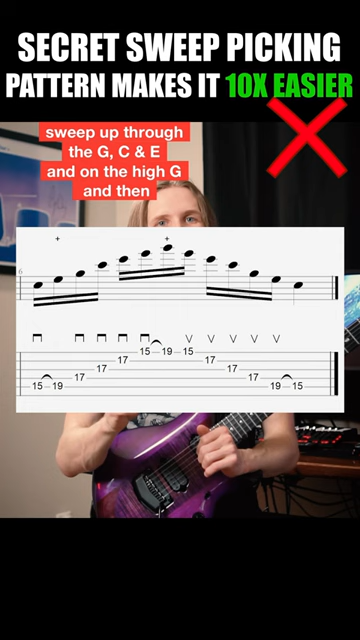 SECRET SWEEP PICKING
PATTERN MAKES IT 10X EASIER
sweep up through
the G, C & E
and on the high G
and then
6
15 19 15
17 17
17 17
17 17
15 19 19 15